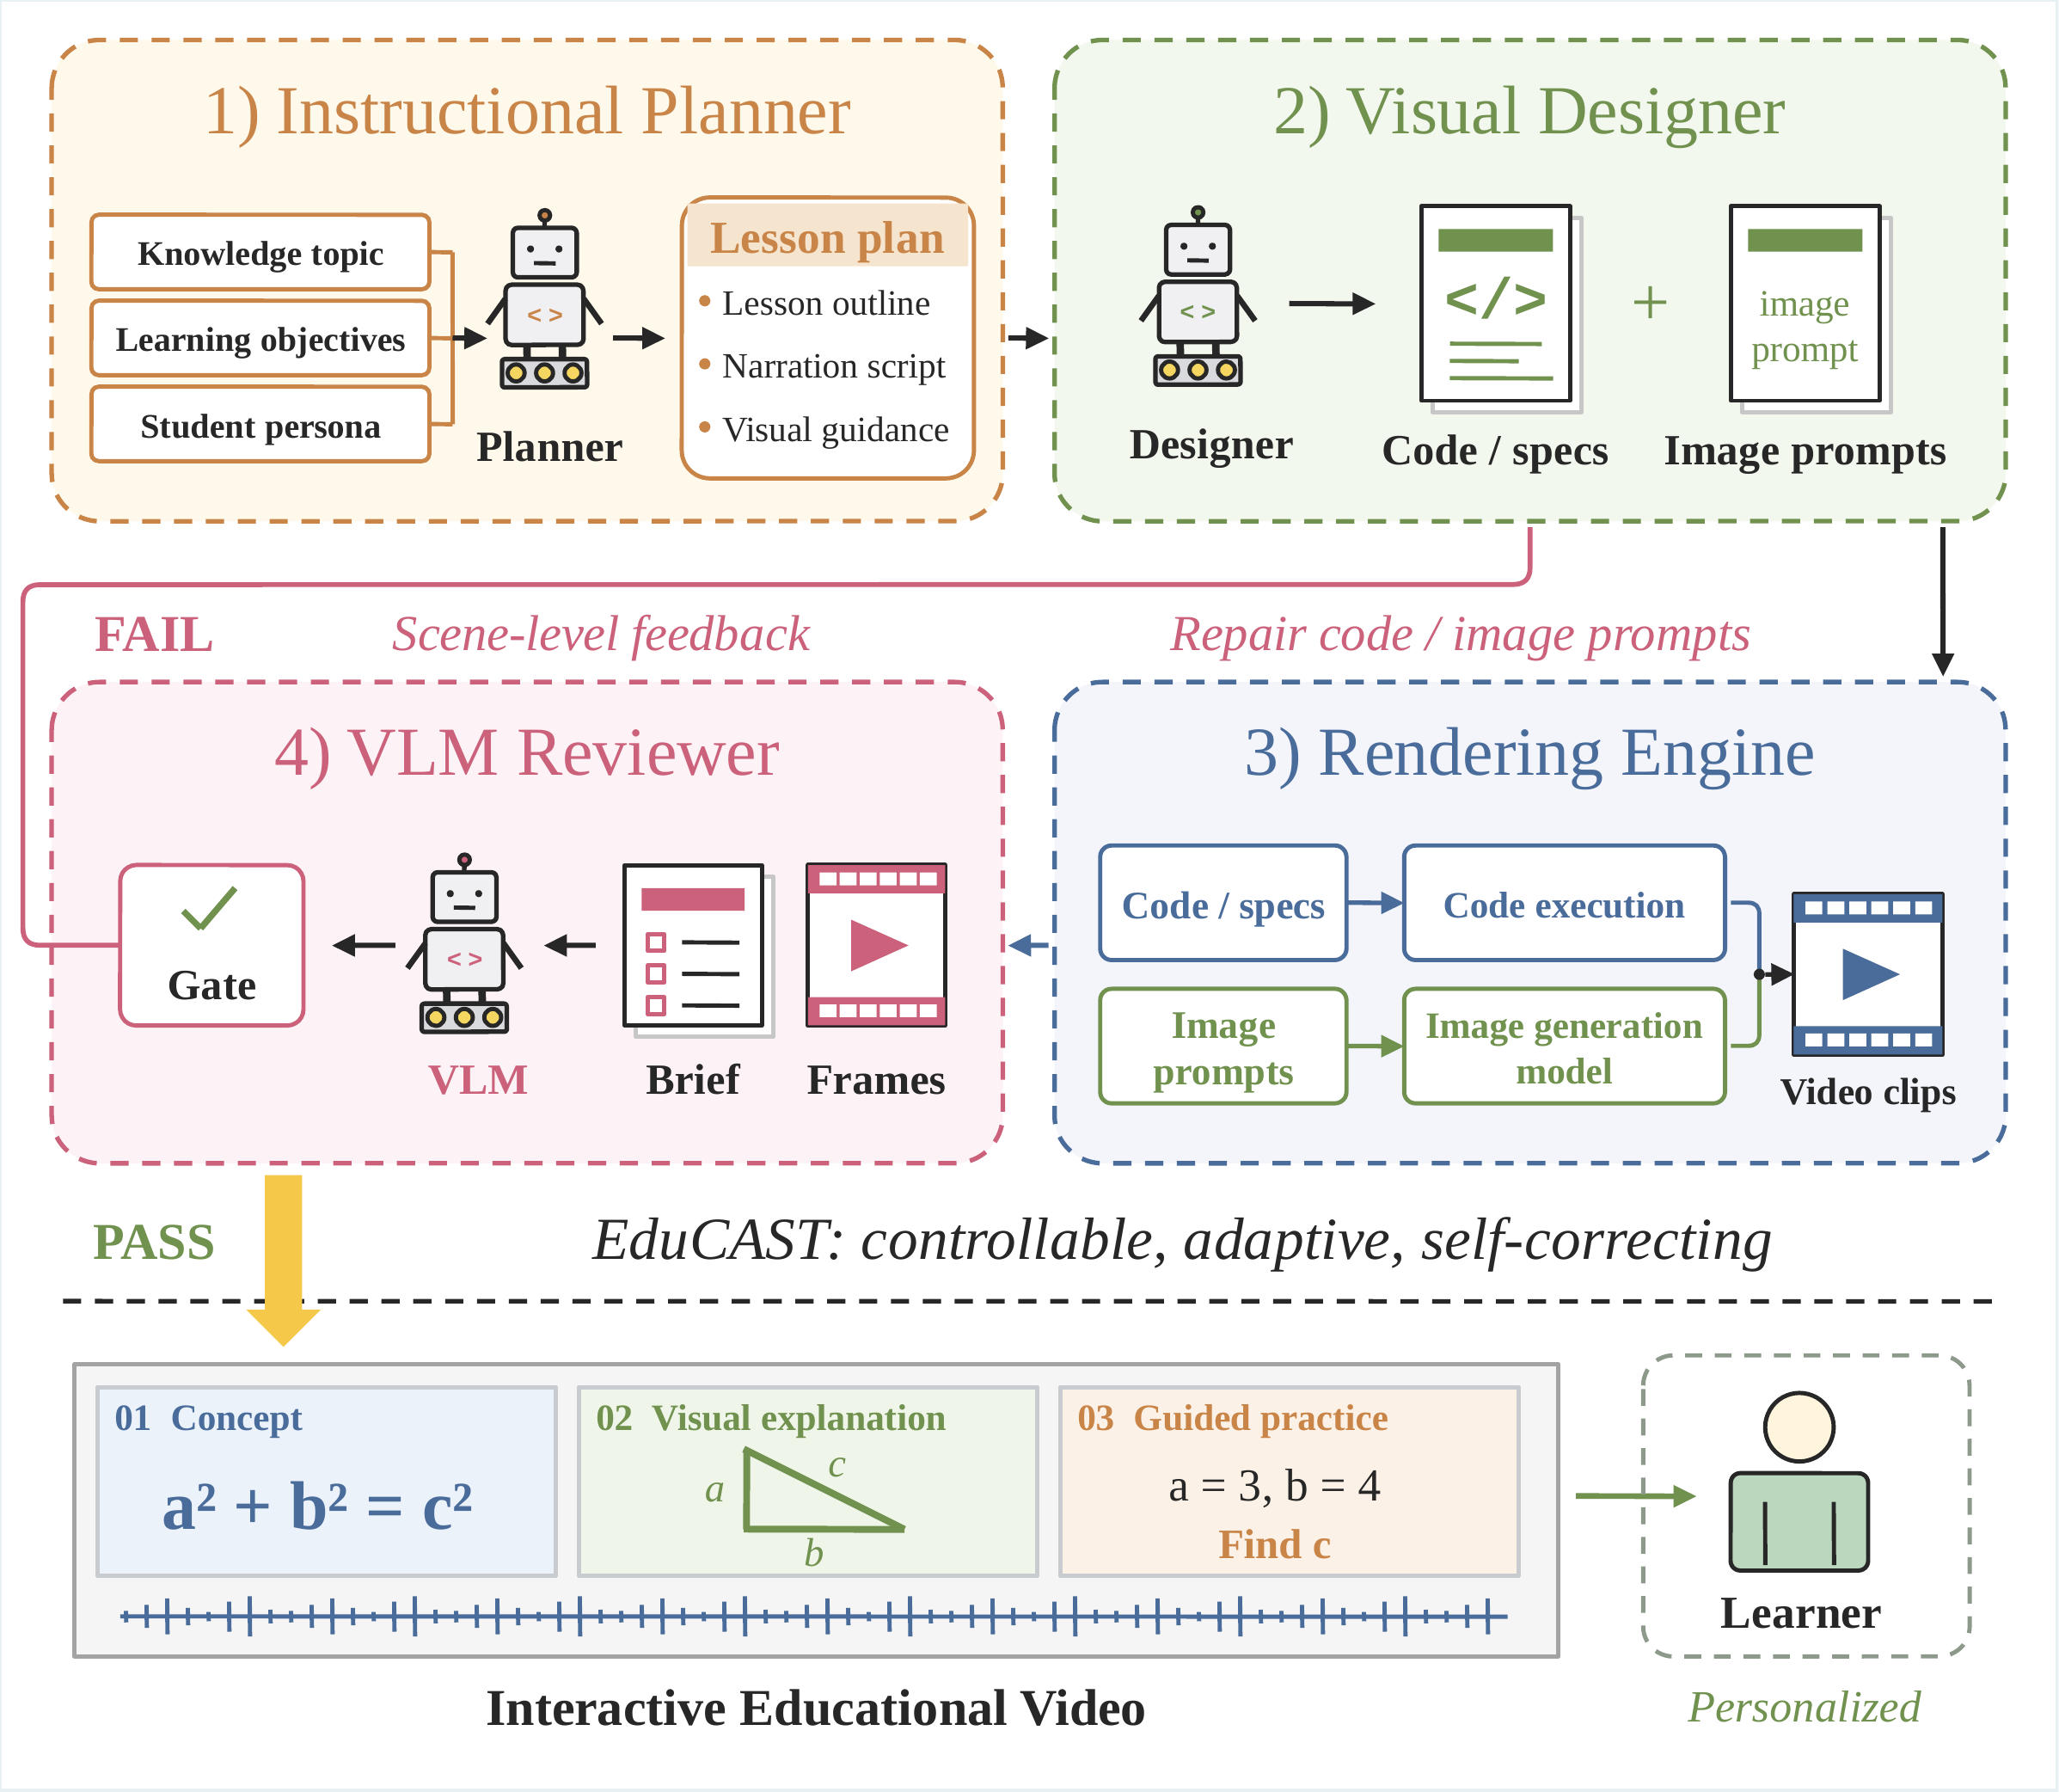 1) Instructional Planner
Knowledge topic
Learning objectives
Student persona
< >
Planner
Lesson plan
• Lesson outline
• Narration script
• Visual guidance
2) Visual Designer
< >
Designer
</>
Code / specs
+
image
prompt
Image prompts
FAIL
Scene-level feedback
Repair code / image prompts
4) VLM Reviewer
Gate
< >
VLM
Brief
Frames
3) Rendering Engine
Code / specs
Code execution
Image
prompts
Image generation
model
Video clips
PASS
EduCAST: controllable, adaptive, self-correcting
01 Concept
a² + b² = c²
02 Visual explanation
a
c
b
03 Guided practice
a = 3, b = 4
Find c
Interactive Educational Video
Learner
Personalized